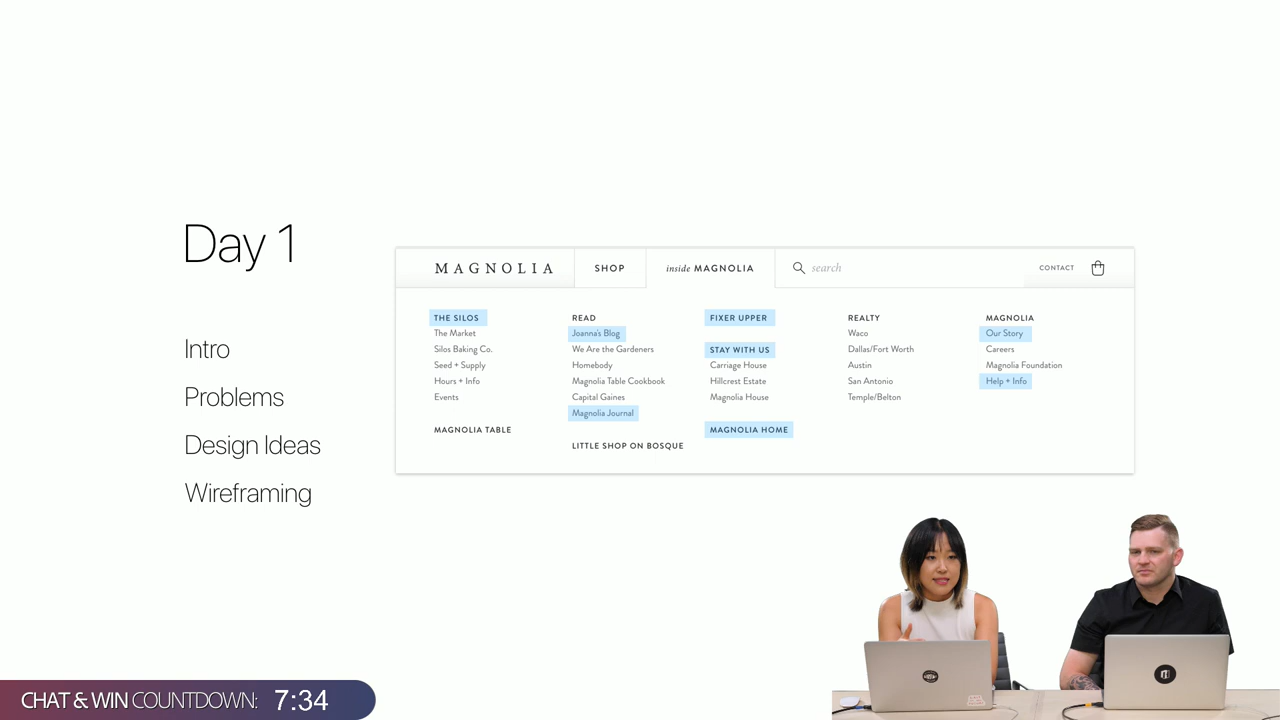 Day 1
Intro
Problems
Design Ideas
Wireframing
MAGNOLIA
SHOP
inside MAGNOLIA
search
CONTACT
THE SILOS
The Market
Silos Baking Co.
Seed + Supply
Hours + Info
Events
MAGNOLIA TABLE
READ
Joanna's Blog
We Are the Gardeners
Homebody
Magnolia Table Cookbook
Capital Gaines
Magnolia Journal
LITTLE SHOP ON BOSQUE
FIXER UPPER
STAY WITH US
Carriage House
Hillcrest Estate
Magnolia House
MAGNOLIA HOME
REALTY
Waco
Dallas/Fort Worth
Austin
San Antonio
Temple/Belton
MAGNOLIA
Our Story
Careers
Magnolia Foundation
Help + Info
CHAT & WIN COUNTDOWN: 7:34